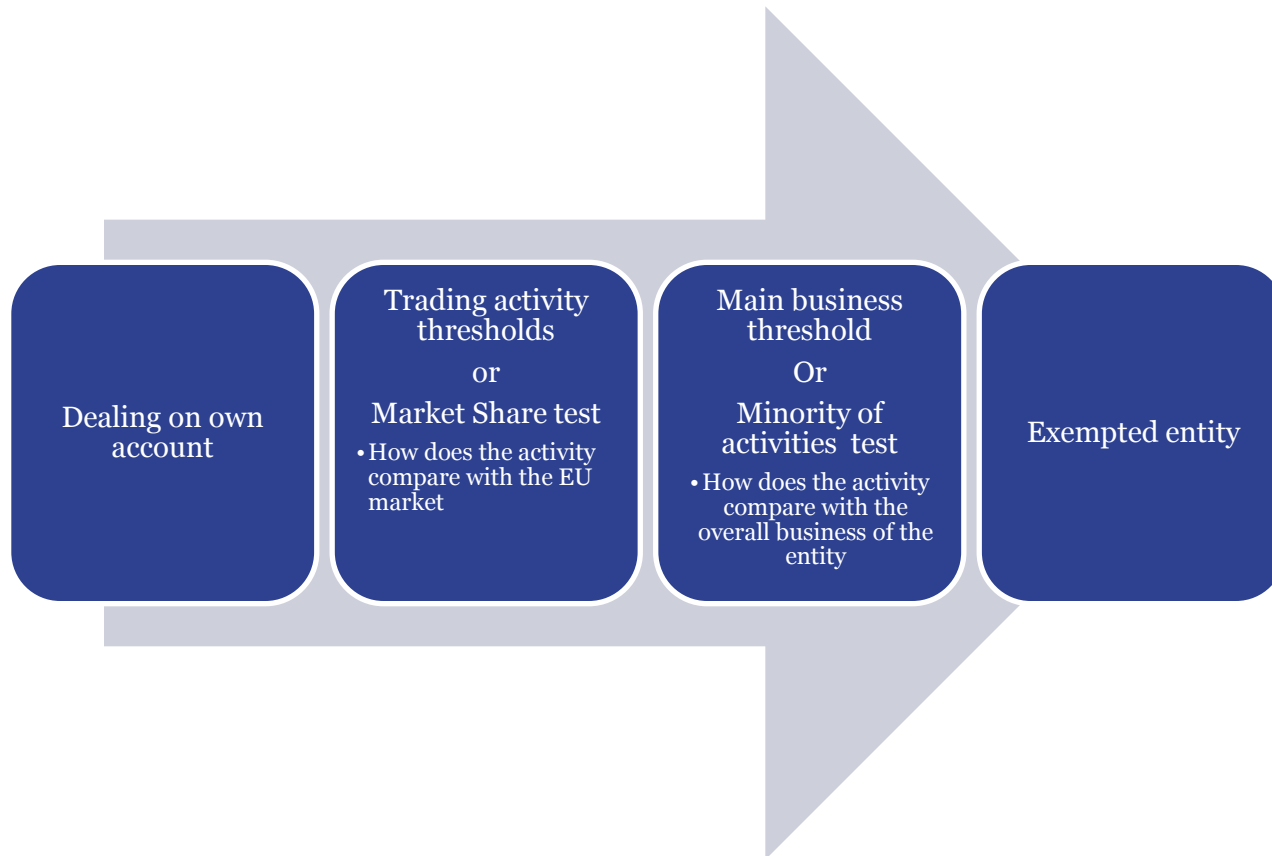 Dealing on own
account
Trading activity
thresholds
or
Market Share test
• How does the activity
compare with the EU
market
Main business
threshold
Or
Minority of
activities test
• How does the activity
compare with the
overall business of the
entity
Exempted entity